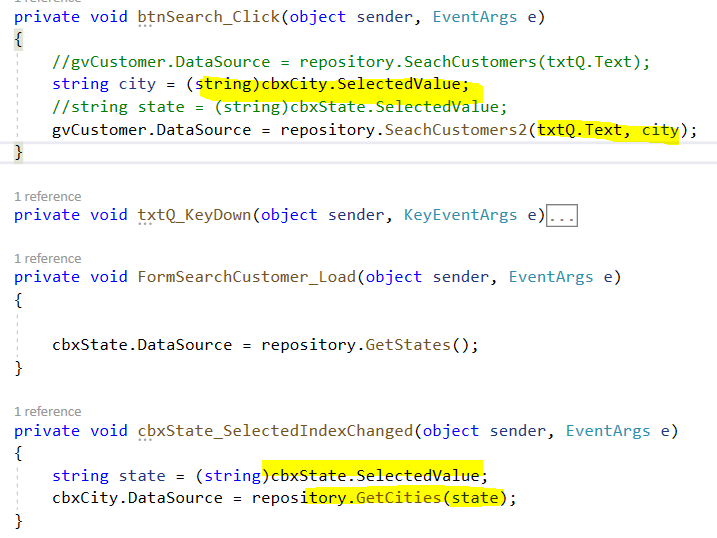 1 reference
private void btnSearch_Click(object sender, EventArgs e)
{
//gvCustomer.DataSource = repository.SeachCustomers(txtQ.Text);
string city = (string)cbxCity.SelectedValue;
//string state = (string)cbxState.SelectedValue;
gvCustomer.DataSource = repository.SeachCustomers2(txtQ.Text, city);
}
1 reference
private void txtQ_KeyDown(object sender, KeyEventArgs e)...
1 reference
private void FormSearchCustomer_Load(object sender, EventArgs e)
{
cbxState.DataSource = repository.GetStates();
}
1 reference
private void cbxState_SelectedIndexChanged(object sender, EventArgs e)
{
string state = (string)cbxState.SelectedValue;
cbxCity.DataSource = repository.GetCities(state);
}